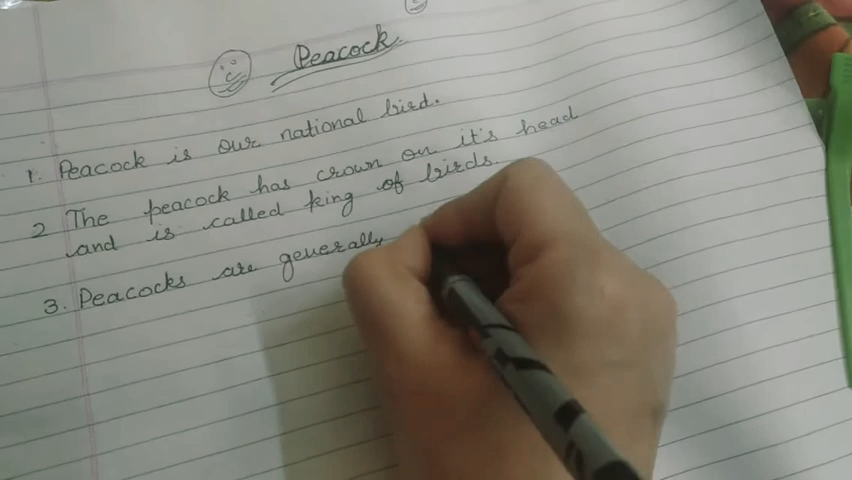 Peacock.
1. Peacock is our national bird.
2 The peacock has crown on it's head
and is called king of birds.
3. Peacocks are generally